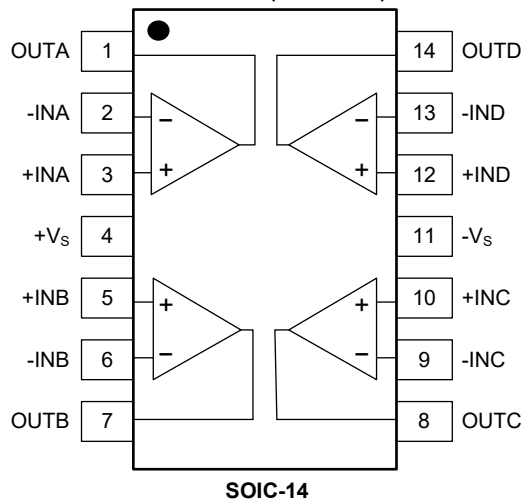 OUTA 1 14 OUTD
-INA 2 − − 13 -IND
+INA 3 + + 12 +IND
+VS 4 11 -VS
+INB 5 + + 10 +INC
-INB 6 − − 9 -INC
OUTB 7 8 OUTC
SOIC-14